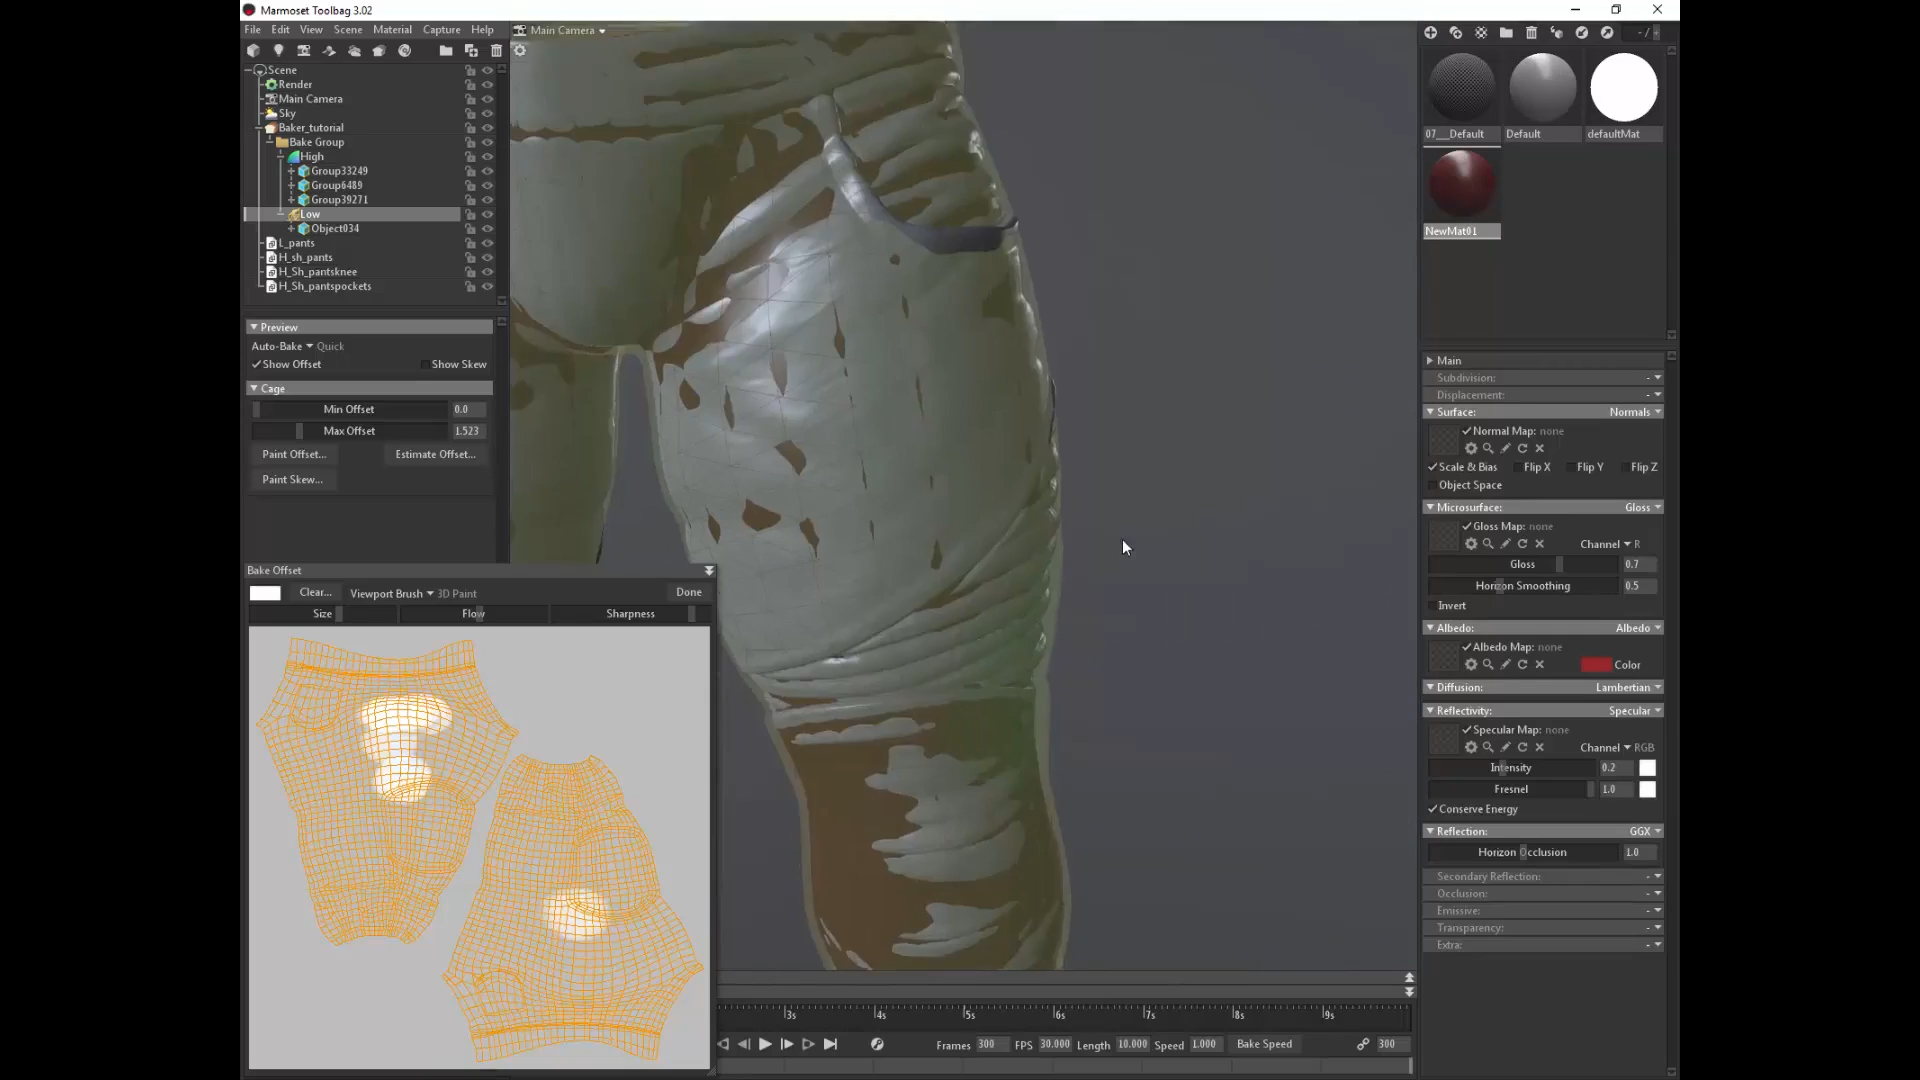 Marmoset Toolbag 3.02
File Edit View Scene Material Capture Help
Main Camera
- /
Scene
Render
Main Camera
Sky
Baker_tutorial
Bake Group
High
Group33249
Group6489
Group39271
Low
Object034
L_pants
H_sh_pants
H_Sh_pantsknee
H_Sh_pantspockets
Preview
Auto-Bake Quick
Show Offset Show Skew
Cage
Min Offset 0.0
Max Offset 1.523
Paint Offset... Estimate Offset...
Paint Skew...
Bake Offset
Clear... Viewport Brush 3D Paint Done
Size Flow Sharpness
3s 4s 5s 6s 7s 8s 9s
Frames 300 FPS 30.000 Length 10.000 Speed 1.000 Bake Speed 300
07__Default Default defaultMat
NewMat01
Main
Subdivision: -
Displacement: -
Surface: Normals
Normal Map: none
Scale & Bias Flip X Flip Y Flip Z
Object Space
Microsurface: Gloss
Gloss Map: none
Channel R
Gloss 0.7
Horizon Smoothing 0.5
Invert
Albedo: Albedo
Albedo Map: none
Color
Diffusion: Lambertian
Reflectivity: Specular
Specular Map: none
Channel RGB
Intensity 0.2
Fresnel 1.0
Conserve Energy
Reflection: GGX
Horizon Occlusion 1.0
Secondary Reflection: -
Occlusion: -
Emissive: -
Transparency: -
Extra: -